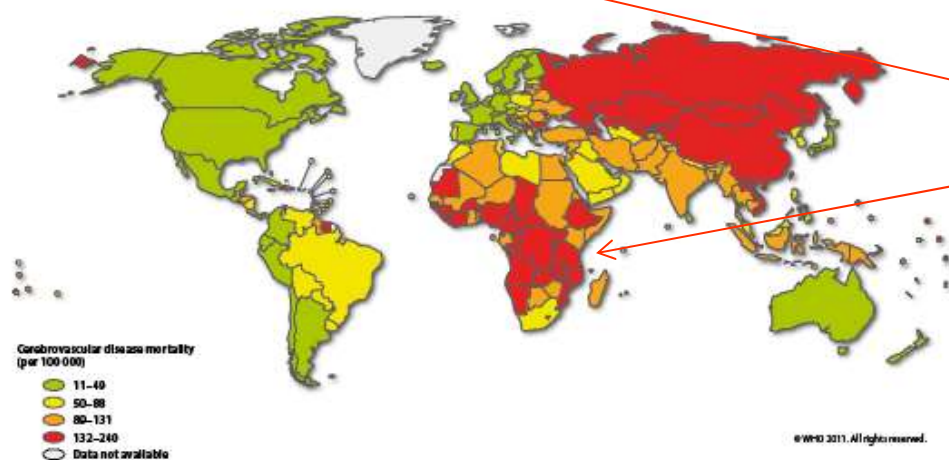 Cerebrovascular disease mortality
(per 100 000)
11–49
50–88
89–131
132–240
Data not available
© WHO 2011. All rights reserved.